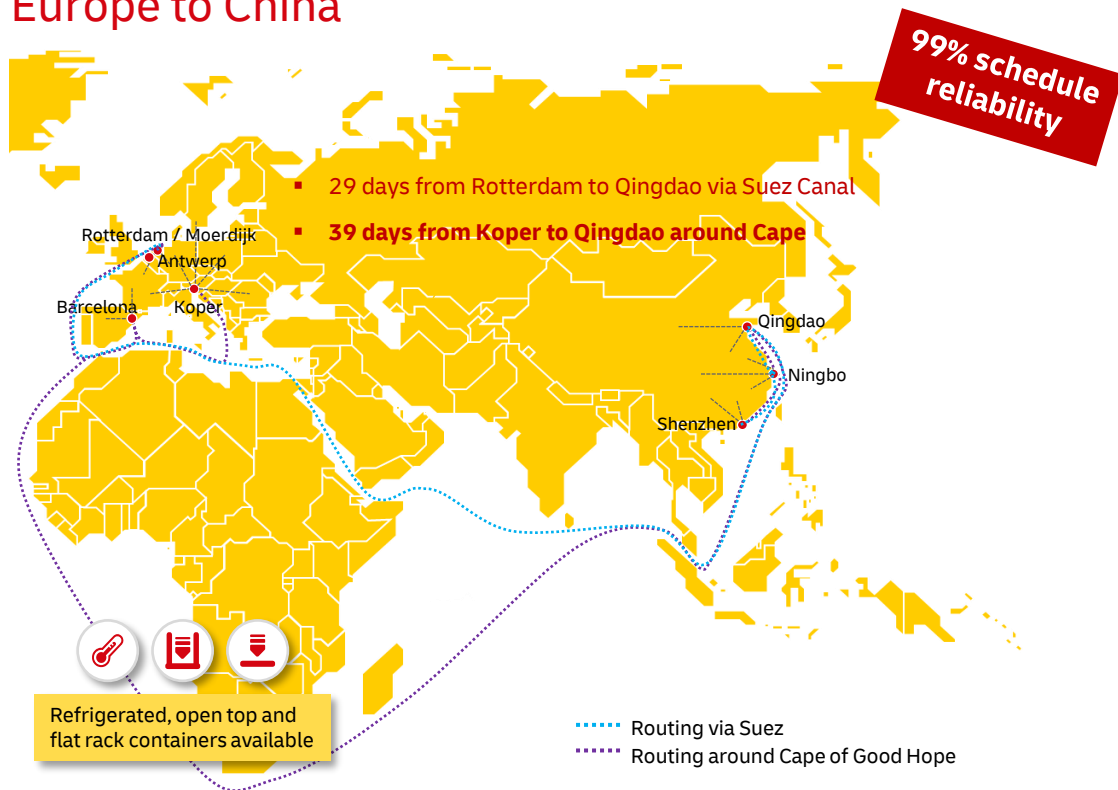 Europe to China
99% schedule
reliability
▪ 29 days from Rotterdam to Qingdao via Suez Canal
▪ 39 days from Koper to Qingdao around Cape
Rotterdam / Moerdijk
Antwerp
Barcelona
Koper
Qingdao
Ningbo
Shenzhen
Refrigerated, open top and
flat rack containers available
Routing via Suez
Routing around Cape of Good Hope